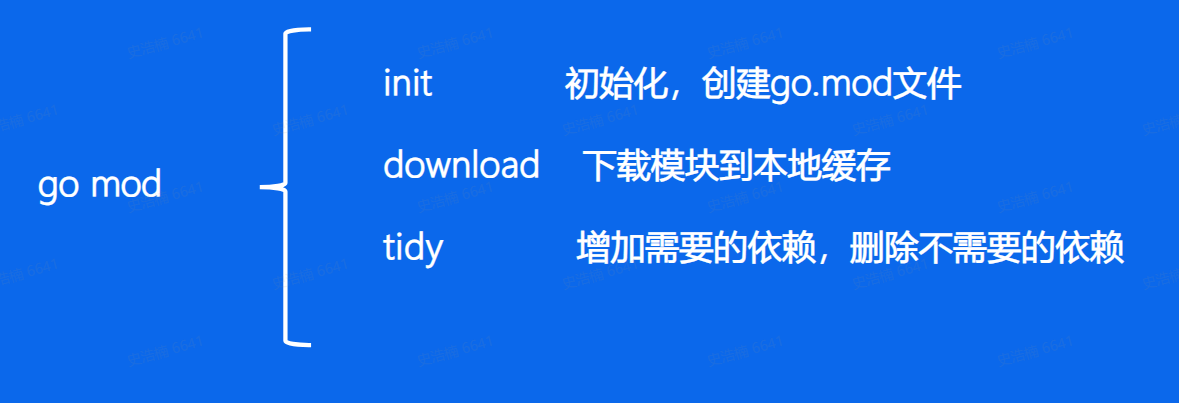 init 初始化，创建go.mod文件
download 下载模块到本地缓存
go mod
tidy 增加需要的依赖，删除不需要的依赖